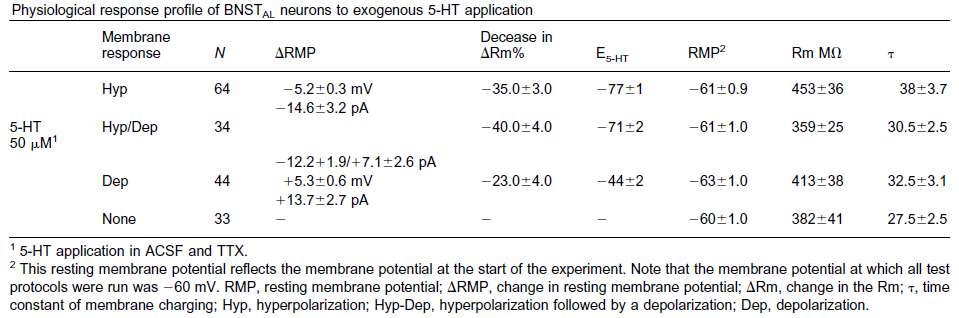 Physiological response profile of BNSTAL neurons to exogenous 5-HT application
Membrane response N ΔRMP Decease in ΔRm% E5-HT RMP2 Rm MΩ τ
Hyp 64 −5.2±0.3 mV −35.0±3.0 −77±1 −61±0.9 453±36 38±3.7
−14.6±3.2 pA
5-HT 50 μM1 Hyp/Dep 34 −40.0±4.0 −71±2 −61±1.0 359±25 30.5±2.5
−12.2+1.9/+7.1±2.6 pA
Dep 44 +5.3±0.6 mV −23.0±4.0 −44±2 −63±1.0 413±38 32.5±3.1
+13.7±2.7 pA
None 33 – – – −60±1.0 382±41 27.5±2.5
1 5-HT application in ACSF and TTX.
2 This resting membrane potential reflects the membrane potential at the start of the experiment. Note that the membrane potential at which all test
protocols were run was −60 mV. RMP, resting membrane potential; ΔRMP, change in resting membrane potential; ΔRm, change in the Rm; τ, time
constant of membrane charging; Hyp, hyperpolarization; Hyp-Dep, hyperpolarization followed by a depolarization; Dep, depolarization.